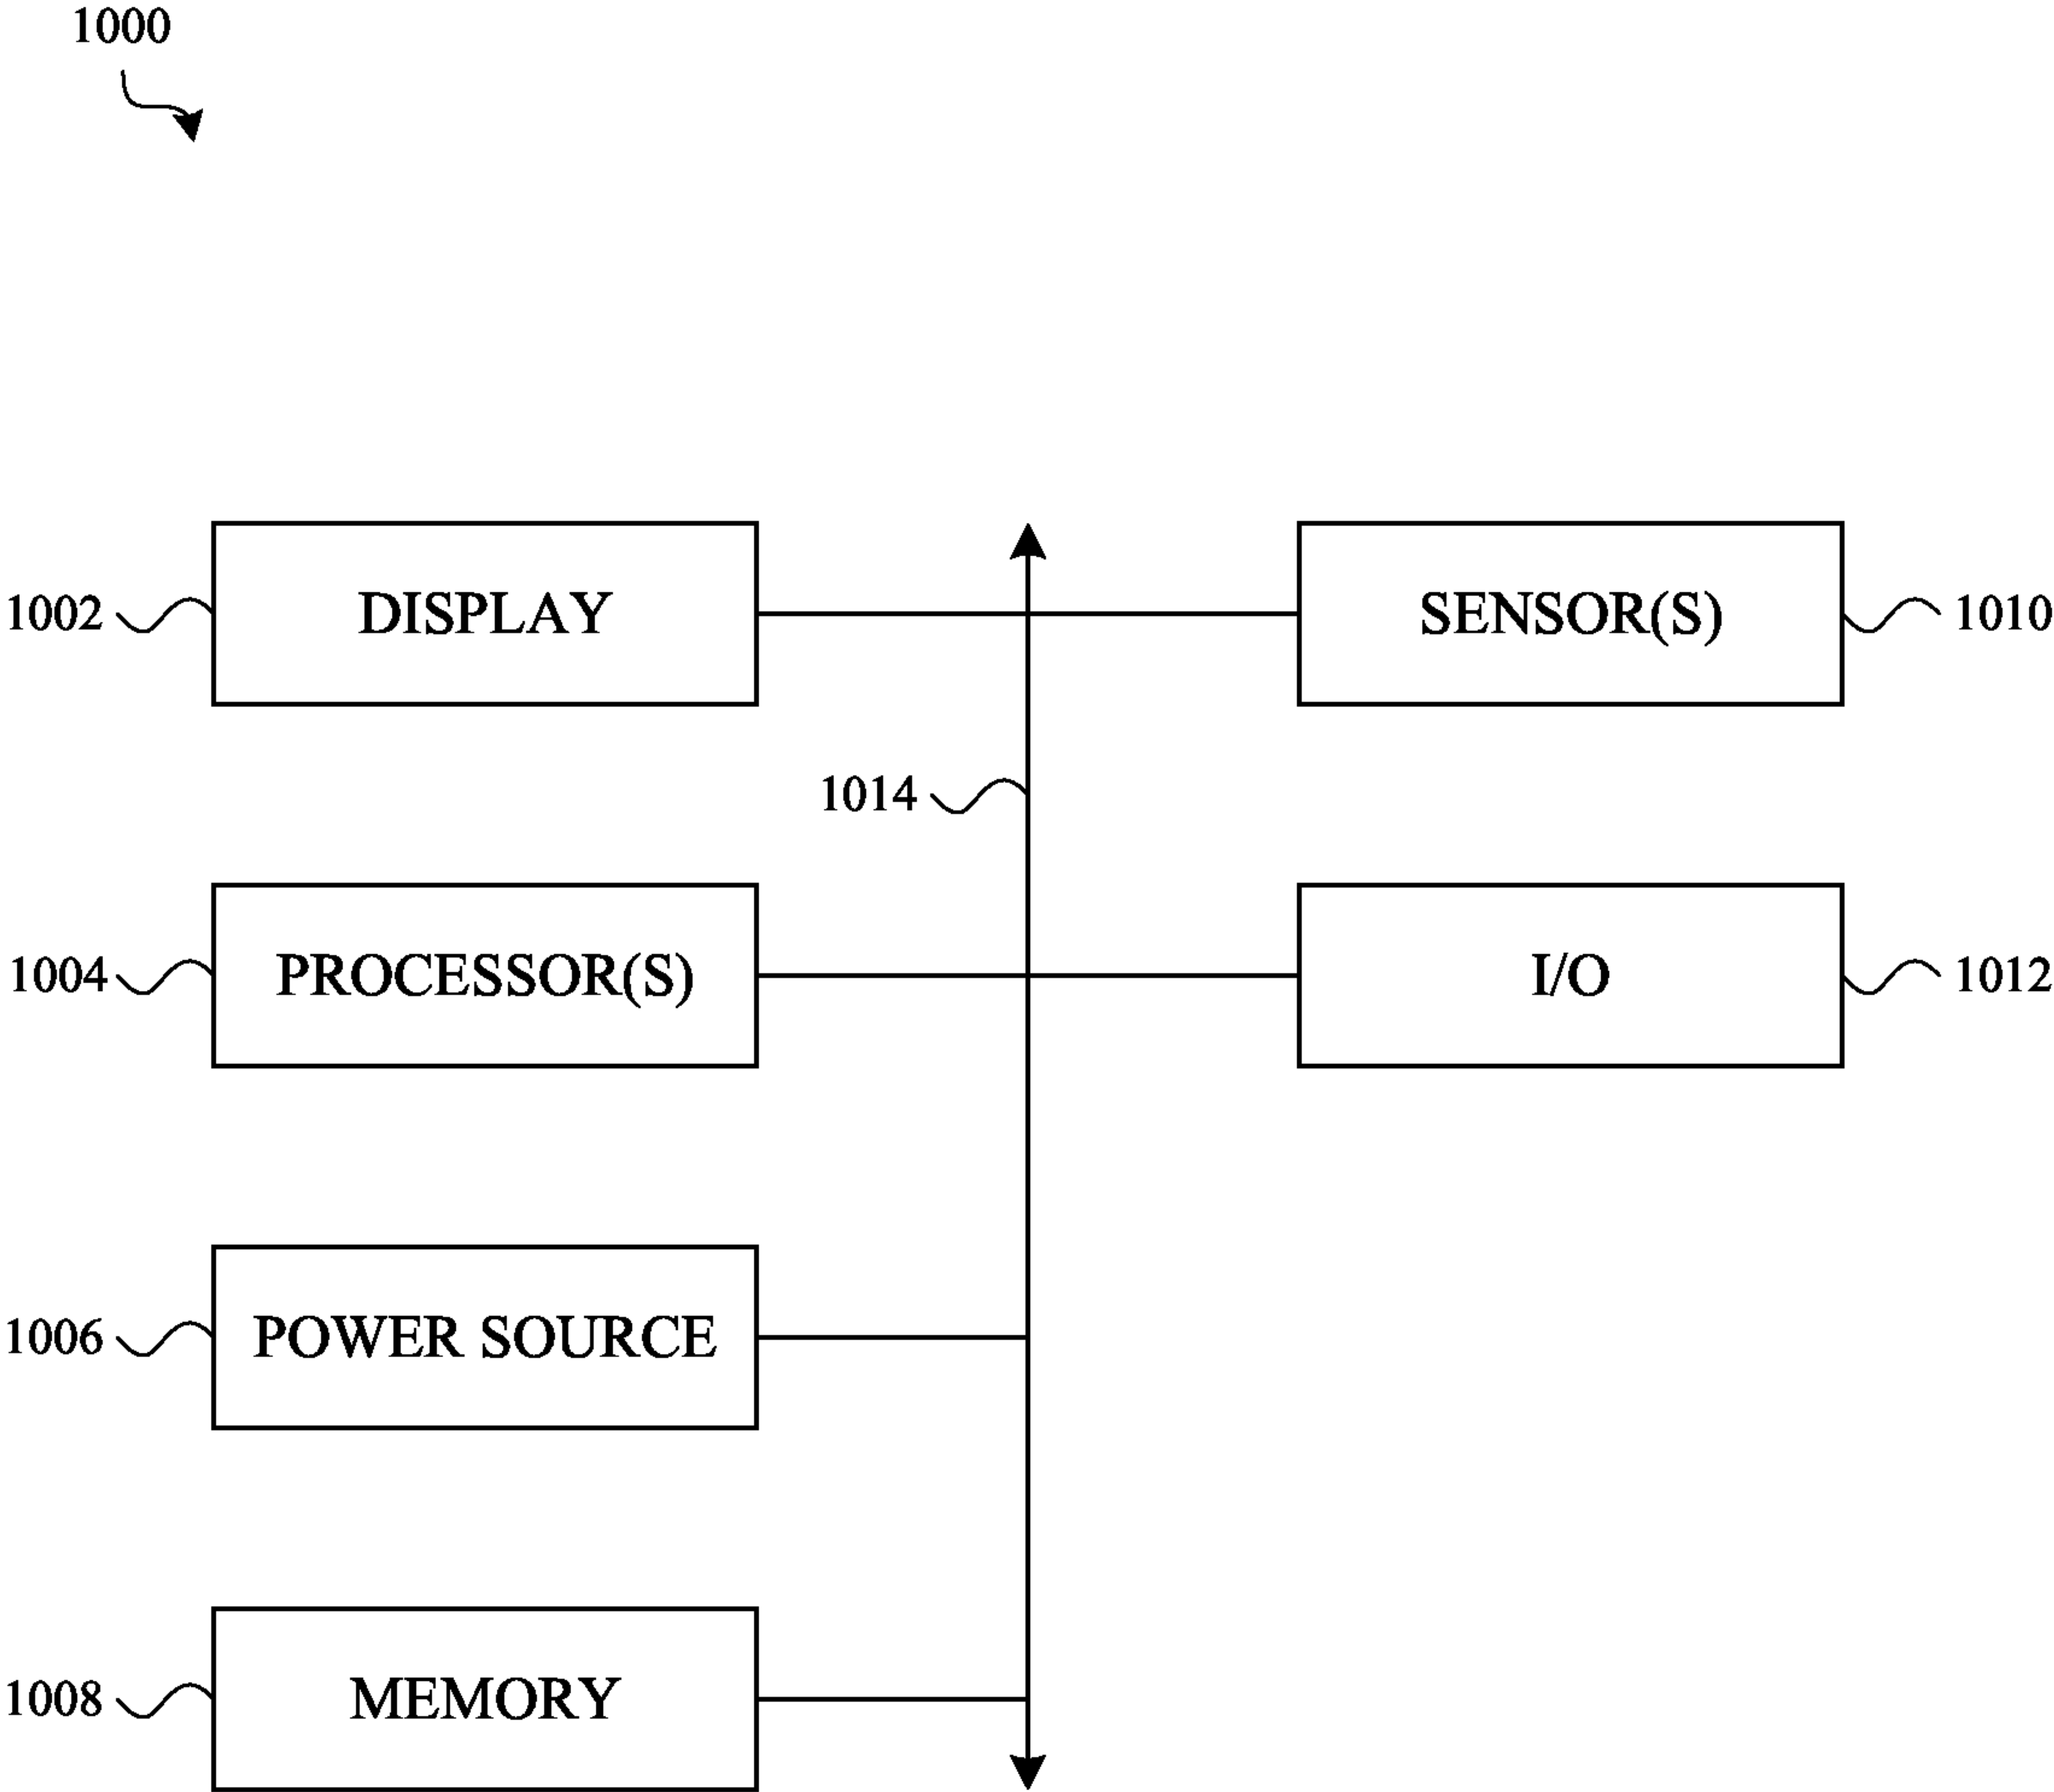 1000
1002 DISPLAY SENSOR(S) 1010
1014
1004 PROCESSOR(S) I/O 1012
1006 POWER SOURCE
1008 MEMORY